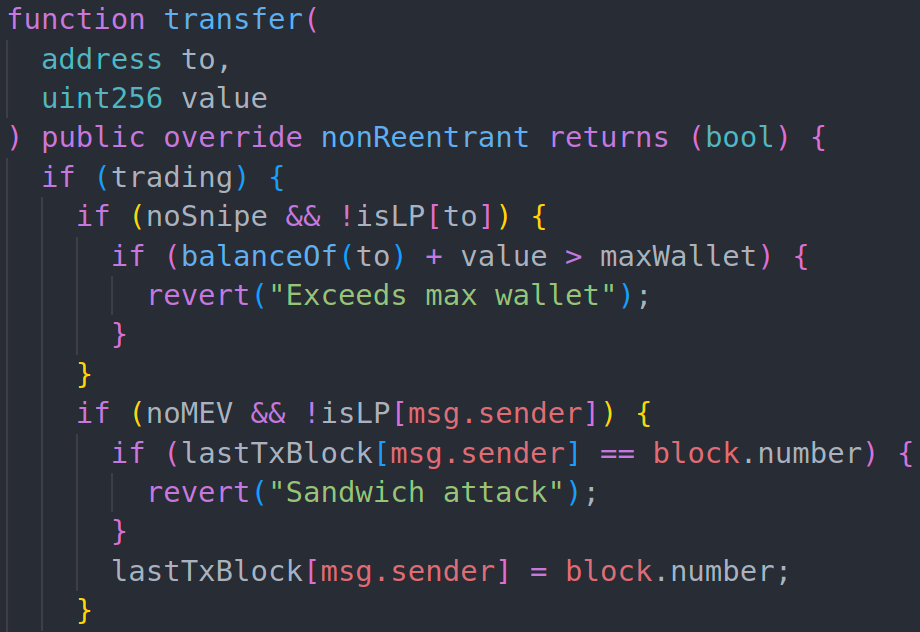 function transfer(
  address to,
  uint256 value
) public override nonReentrant returns (bool) {
  if (trading) {
    if (noSnipe && !isLP[to]) {
      if (balanceOf(to) + value > maxWallet) {
        revert("Exceeds max wallet");
      }
    }
    if (noMEV && !isLP[msg.sender]) {
      if (lastTxBlock[msg.sender] == block.number) {
        revert("Sandwich attack");
      }
      lastTxBlock[msg.sender] = block.number;
    }